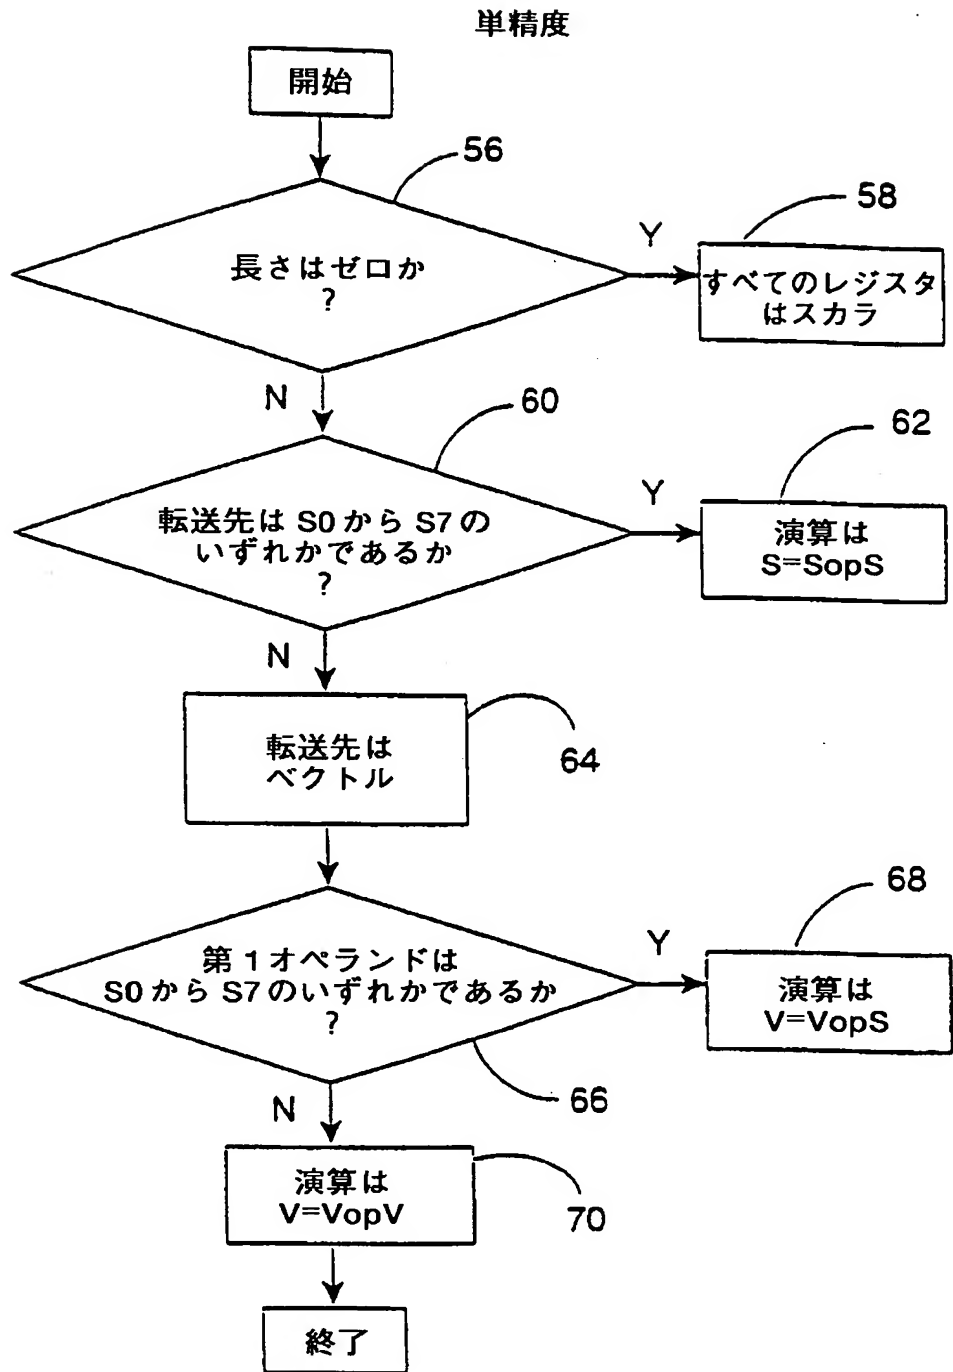 単精度
開始
56
長さはゼロか
?
Y
58
すべてのレジスタ
はスカラ
N
60
転送先は S0 から S7 の
いずれかであるか
?
Y
62
演算は
S=SopS
N
転送先は
ベクトル
64
第 1 オペランドは
S0 から S7 のいずれかであるか
?
Y
68
演算は
V=VopS
66
N
演算は
V=VopV
70
終了